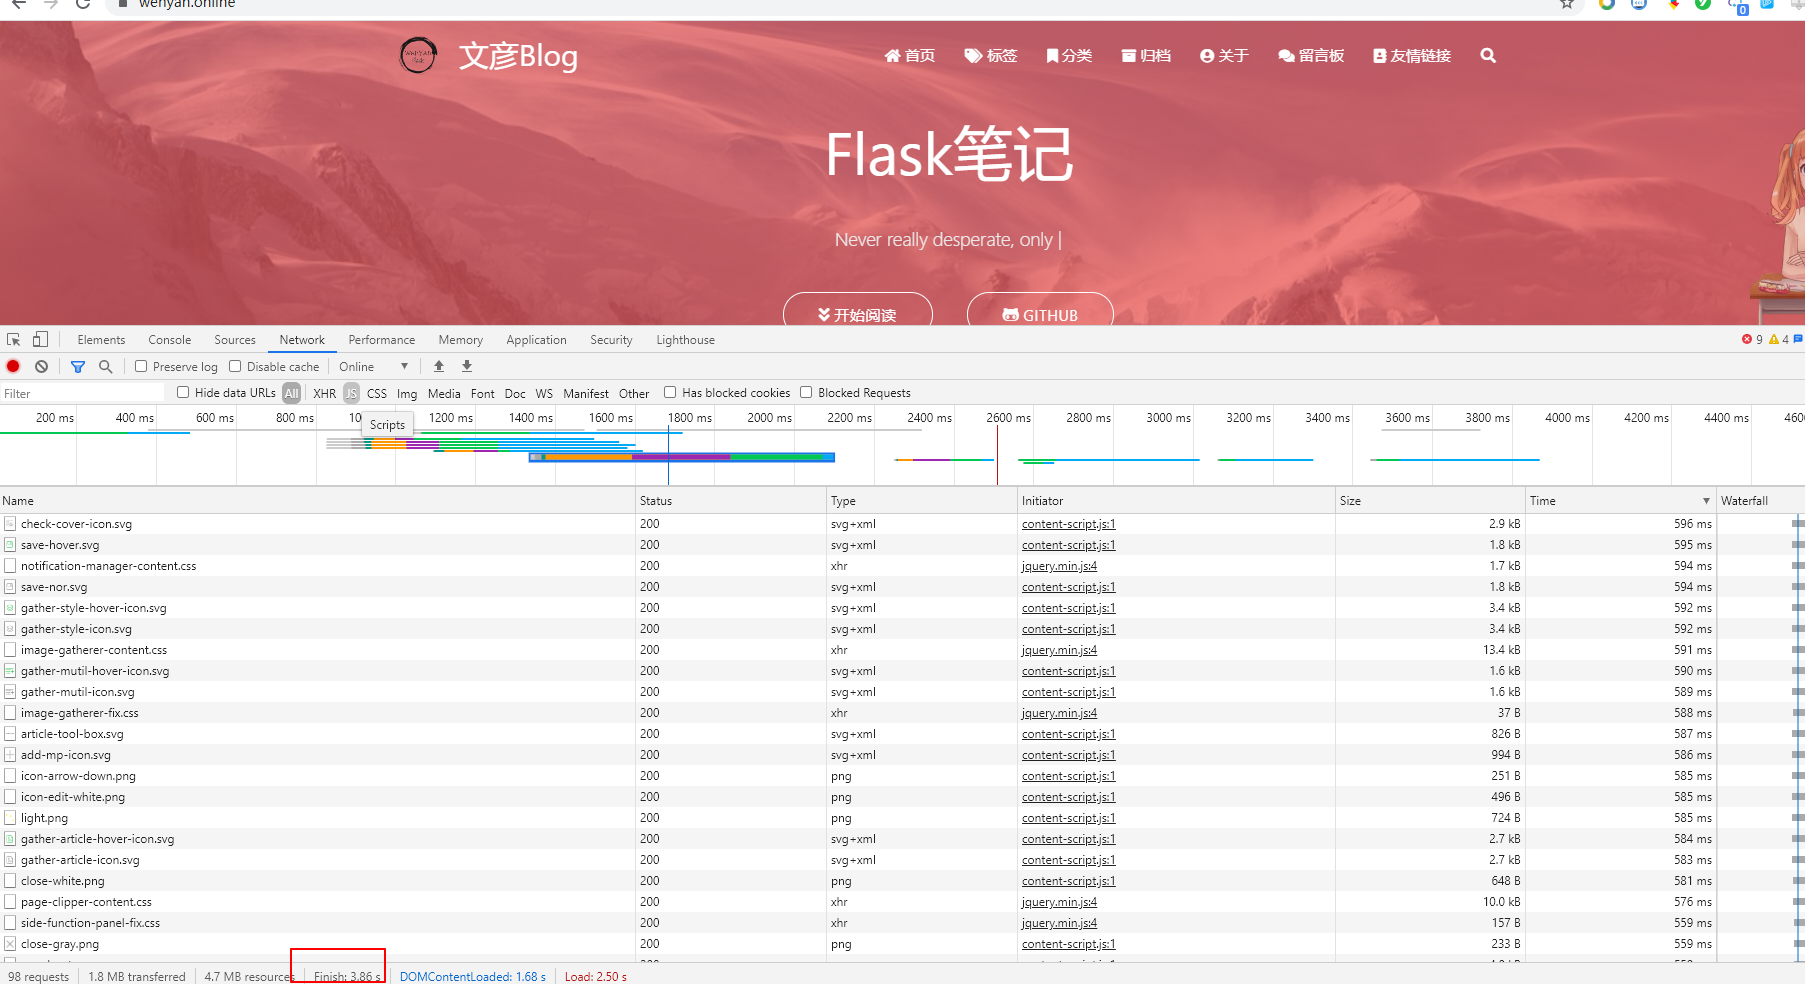 wenyan.online
0
文彦Blog
首页 标签 分类 归档 关于 留言板 友情链接
Flask笔记
Never really desperate, only |
开始阅读 GITHUB
Elements Console Sources Network Performance Memory Application Security Lighthouse 9 4
Preserve log Disable cache Online
Filter Hide data URLs All XHR JS CSS Img Media Font Doc WS Manifest Other Has blocked cookies Blocked Requests
200 ms 400 ms 600 ms 800 ms 10 1200 ms 1400 ms 1600 ms 1800 ms 2000 ms 2200 ms 2400 ms 2600 ms 2800 ms 3000 ms 3200 ms 3400 ms 3600 ms 3800 ms 4000 ms 4200 ms 4400 ms 4600
Scripts
Name Status Type Initiator Size Time Waterfall
check-cover-icon.svg 200 svg+xml content-script.js:1 2.9 kB 596 ms
save-hover.svg 200 svg+xml content-script.js:1 1.8 kB 595 ms
notification-manager-content.css 200 xhr jquery.min.js:4 1.7 kB 594 ms
save-nor.svg 200 svg+xml content-script.js:1 1.8 kB 594 ms
gather-style-hover-icon.svg 200 svg+xml content-script.js:1 3.4 kB 592 ms
gather-style-icon.svg 200 svg+xml content-script.js:1 3.4 kB 592 ms
image-gatherer-content.css 200 xhr jquery.min.js:4 13.4 kB 591 ms
gather-mutil-hover-icon.svg 200 svg+xml content-script.js:1 1.6 kB 590 ms
gather-mutil-icon.svg 200 svg+xml content-script.js:1 1.6 kB 589 ms
image-gatherer-fix.css 200 xhr jquery.min.js:4 37 B 588 ms
article-tool-box.svg 200 svg+xml content-script.js:1 826 B 587 ms
add-mp-icon.svg 200 svg+xml content-script.js:1 994 B 586 ms
icon-arrow-down.png 200 png content-script.js:1 251 B 585 ms
icon-edit-white.png 200 png content-script.js:1 496 B 585 ms
light.png 200 png content-script.js:1 724 B 585 ms
gather-article-hover-icon.svg 200 svg+xml content-script.js:1 2.7 kB 584 ms
gather-article-icon.svg 200 svg+xml content-script.js:1 2.7 kB 583 ms
close-white.png 200 png content-script.js:1 648 B 581 ms
page-clipper-content.css 200 xhr jquery.min.js:4 10.0 kB 576 ms
side-function-panel-fix.css 200 xhr jquery.min.js:4 157 B 559 ms
close-gray.png 200 png content-script.js:1 233 B 559 ms
98 requests 1.8 MB transferred 4.7 MB resources Finish: 3.86 s DOMContentLoaded: 1.68 s Load: 2.50 s